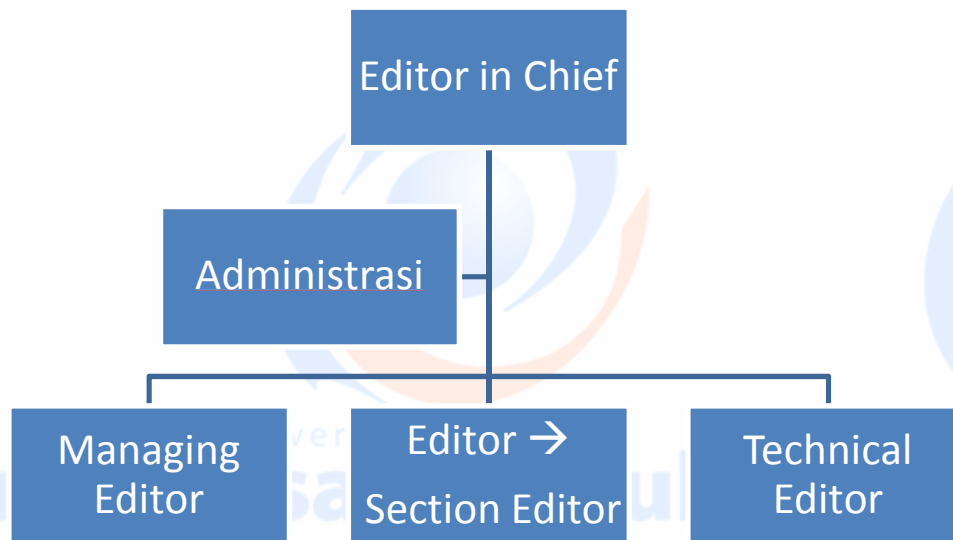 Editor in Chief
Administrasi
Managing
Editor
Editor →
Section Editor
Technical
Editor